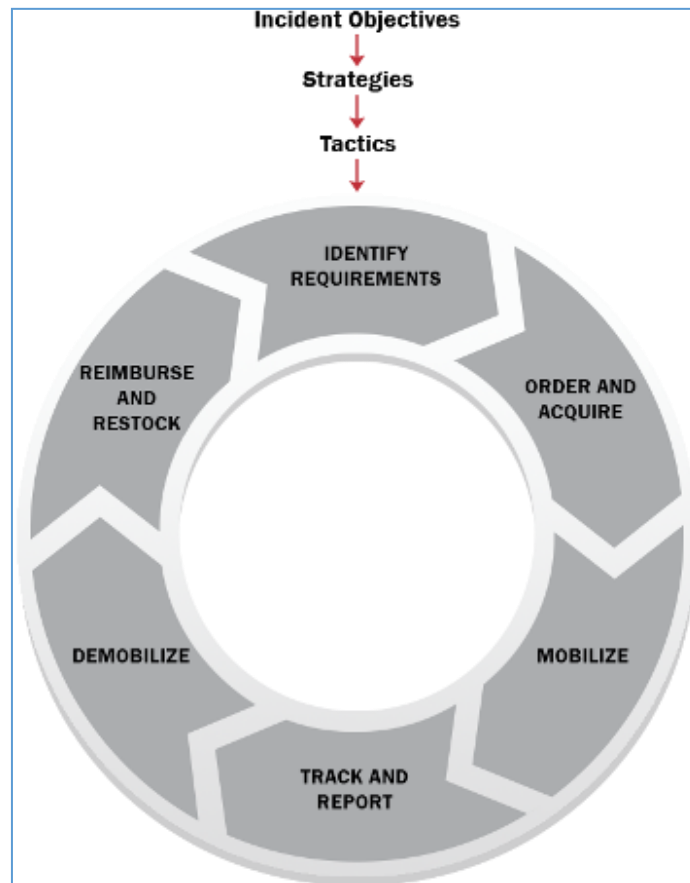 Incident Objectives
Strategies
Tactics
IDENTIFY
REQUIREMENTS
ORDER AND
ACQUIRE
MOBILIZE
TRACK AND
REPORT
DEMOBILIZE
REIMBURSE
AND
RESTOCK